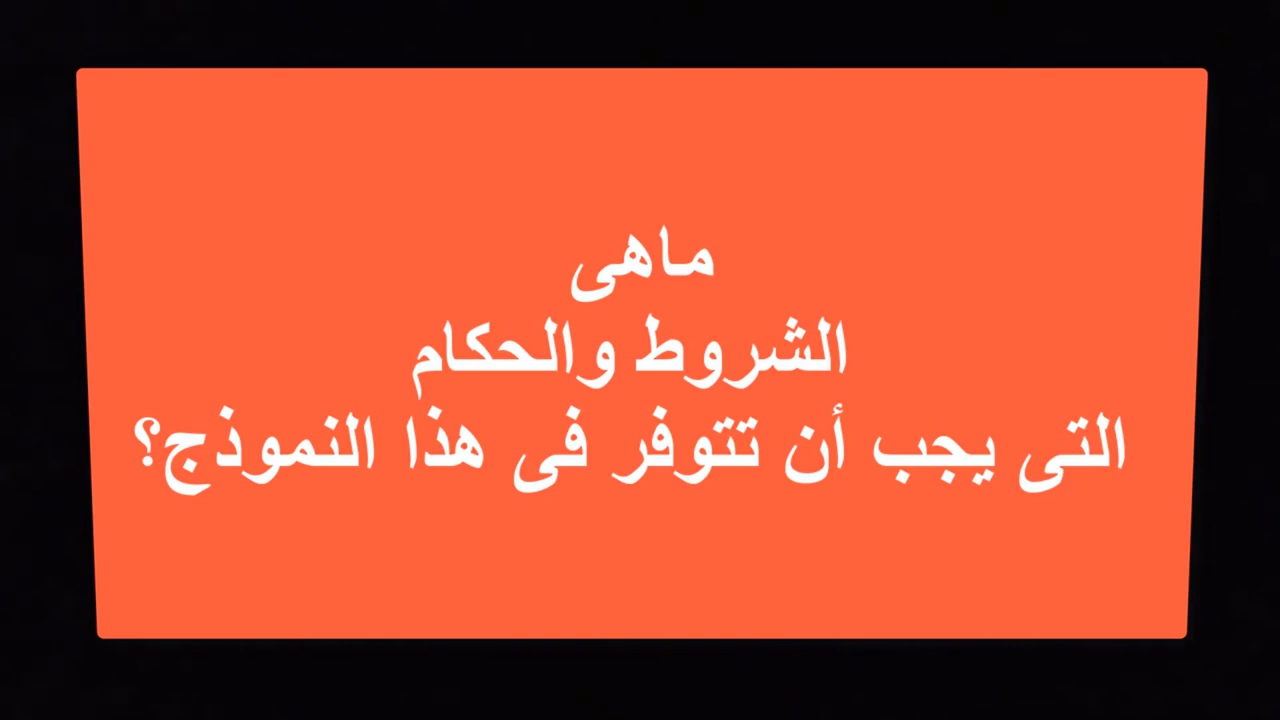 ماهى
الشروط والحكام
التى يجب أن تتوفر فى هذا النموذج؟